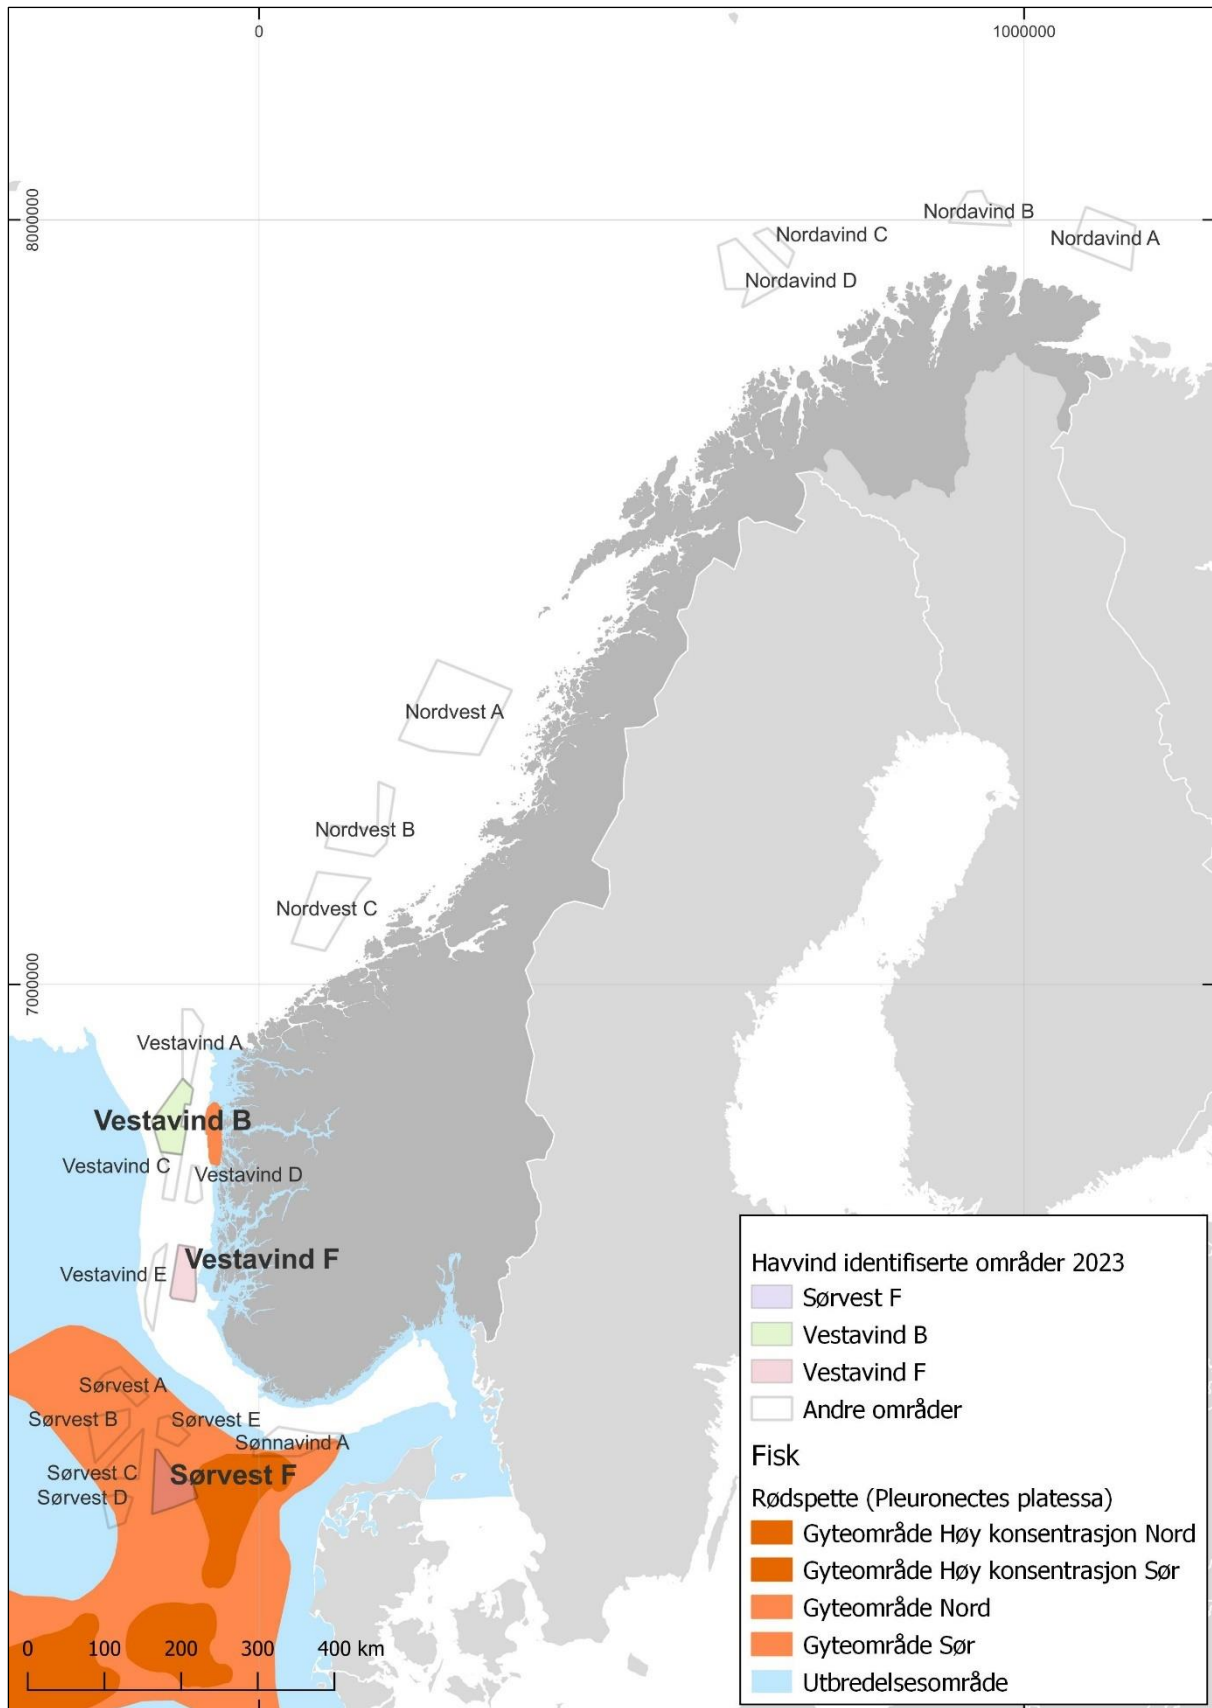 0
1000000
8000000
Nordavind B
Nordavind C
Nordavind A
Nordavind D
Nordvest A
Nordvest B
Nordvest C
7000000
Vestavind A
Vestavind B
Vestavind C
Vestavind D
Vestavind F
Vestavind E
Sørvest A
Sørvest B
Sørvest E
Sønnavind A
Sørvest C
Sørvest F
Sørvest D
0 100 200 300 400 km
Havvind identifiserte områder 2023
Sørvest F
Vestavind B
Vestavind F
Andre områder
Fisk
Rødspette (Pleuronectes platessa)
Gyteområde Høy konsentrasjon Nord
Gyteområde Høy konsentrasjon Sør
Gyteområde Nord
Gyteområde Sør
Utbredelsesområde